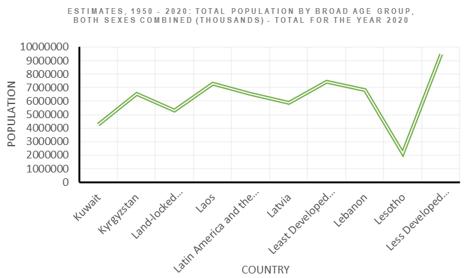 ESTIMATES, 1950 - 2020: TOTAL POPULATION BY BROAD AGE GROUP,
BOTH SEXES COMBINED (THOUSANDS) - TOTAL FOR THE YEAR 2020
POPULATION
10000000
9000000
8000000
7000000
6000000
5000000
4000000
3000000
2000000
1000000
0
Kuwait
Kyrgyzstan
Land-locked...
Laos
Latin America and the...
Latvia
Least Developed...
Lebanon
Lesotho
Less Developed...
COUNTRY